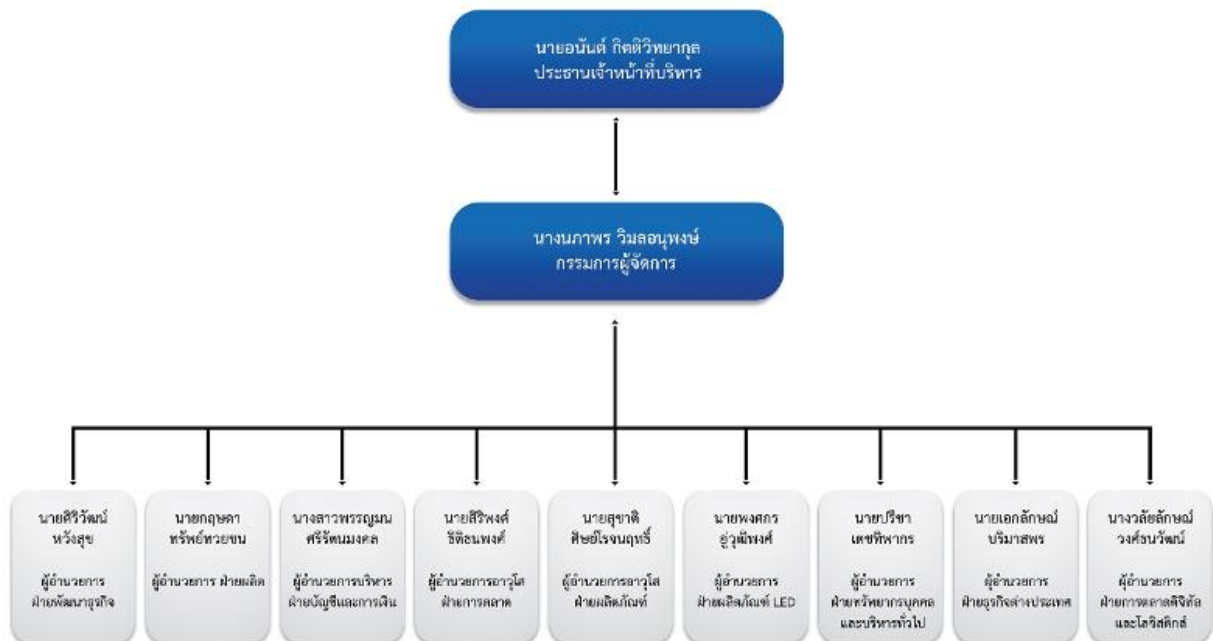 นายอนันต์ กิตติวิทยากุล
ประธานเจ้าหน้าที่บริหาร
นางนภาพร วิมลอนุพงษ์
กรรมการผู้จัดการ
นายศิริวัฒน์
หวังสุข
ผู้อำนวยการ
ฝ่ายพัฒนาธุรกิจ
นายกฤษดา
ทรัพย์ทวยชน
ผู้อำนวยการ ฝ่ายผลิต
นางสาวพรรญมน
ศรีรัตนมงคล
ผู้อำนวยการบริหาร
ฝ่ายบัญชีและการเงิน
นายสิริพงศ์
ธิติธนพงศ์
ผู้อำนวยการอาวุโส
ฝ่ายการตลาด
นายสุชาติ
ศิษย์โรจนฤทธิ์
ผู้อำนวยการอาวุโส
ฝ่ายผลิตภัณฑ์
นายพงศกร
อู่วุฒิพงศ์
ผู้อำนวยการ
ฝ่ายผลิตภัณฑ์ LED
นายปรีชา
เดชทิพากร
ผู้อำนวยการ
ฝ่ายทรัพยากรบุคคล
และบริหารทั่วไป
นายเอกลักษณ์
บริมาสพร
ผู้อำนวยการ
ฝ่ายธุรกิจต่างประเทศ
นางวลัยลักษณ์
วงศ์ธนวัฒน์
ผู้อำนวยการ
ฝ่ายการตลาดดิจิทัล
และโลจิสติกส์